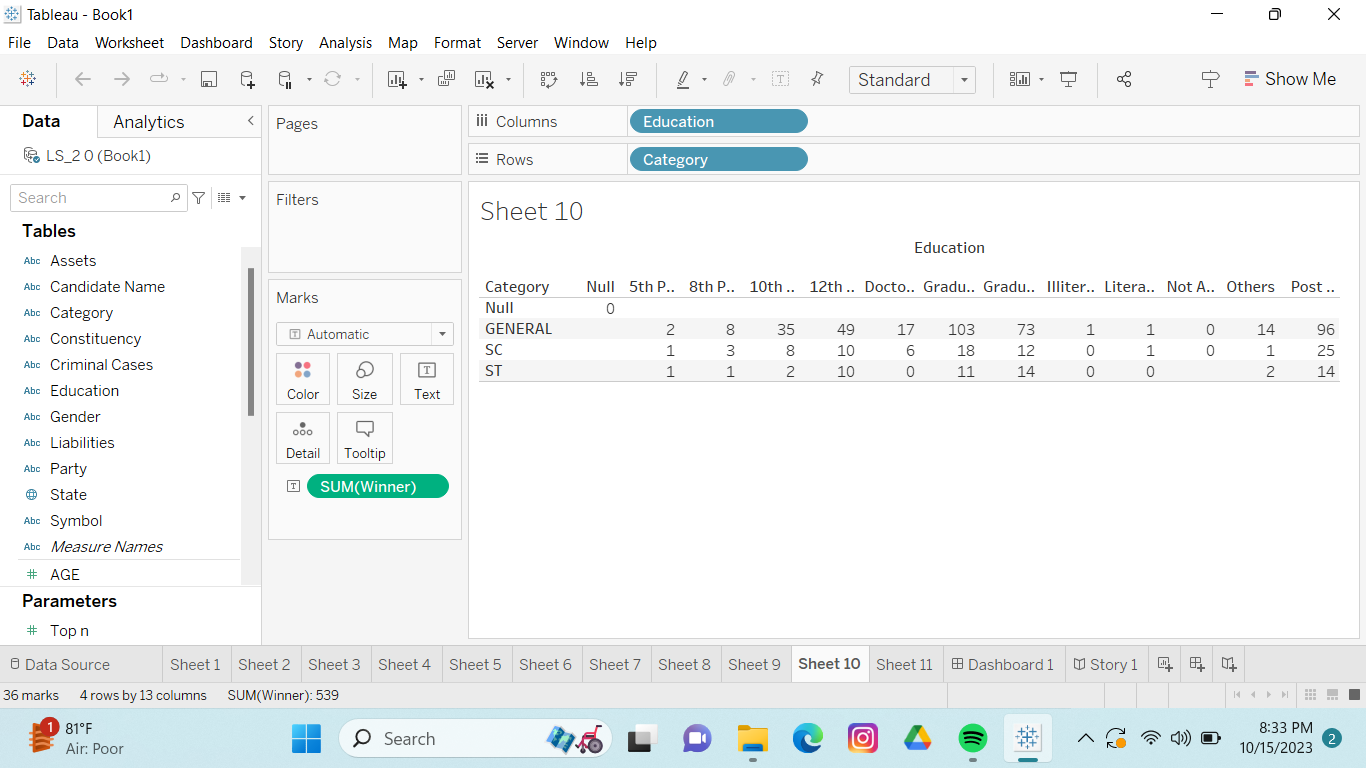 Tableau - Book1
File Data Worksheet Dashboard Story Analysis Map Format Server Window Help
Standard
Show Me
Data Analytics
LS_2 0 (Book1)
Search
Tables
Abc Assets
Abc Candidate Name
Abc Category
Abc Constituency
Abc Criminal Cases
Abc Education
Abc Gender
Abc Liabilities
Abc Party
State
Abc Symbol
Abc Measure Names
# AGE
Parameters
# Top n
Pages
Filters
Marks
T Automatic
Color Size Text
Detail Tooltip
T SUM(Winner)
Columns Education
Rows Category
Sheet 10
Education
Category Null 5th P.. 8th P.. 10th .. 12th .. Docto.. Gradu.. Gradu.. Illiter.. Litera.. Not A.. Others Post ..
Null 0
GENERAL 2 8 35 49 17 103 73 1 1 0 14 96
SC 1 3 8 10 6 18 12 0 1 0 1 25
ST 1 1 2 10 0 11 14 0 0 2 14
Data Source Sheet 1 Sheet 2 Sheet 3 Sheet 4 Sheet 5 Sheet 6 Sheet 7 Sheet 8 Sheet 9 Sheet 10 Sheet 11 Dashboard 1 Story 1
36 marks 4 rows by 13 columns SUM(Winner): 539
1 81°F
Air: Poor
Search
8:33 PM
10/15/2023
2